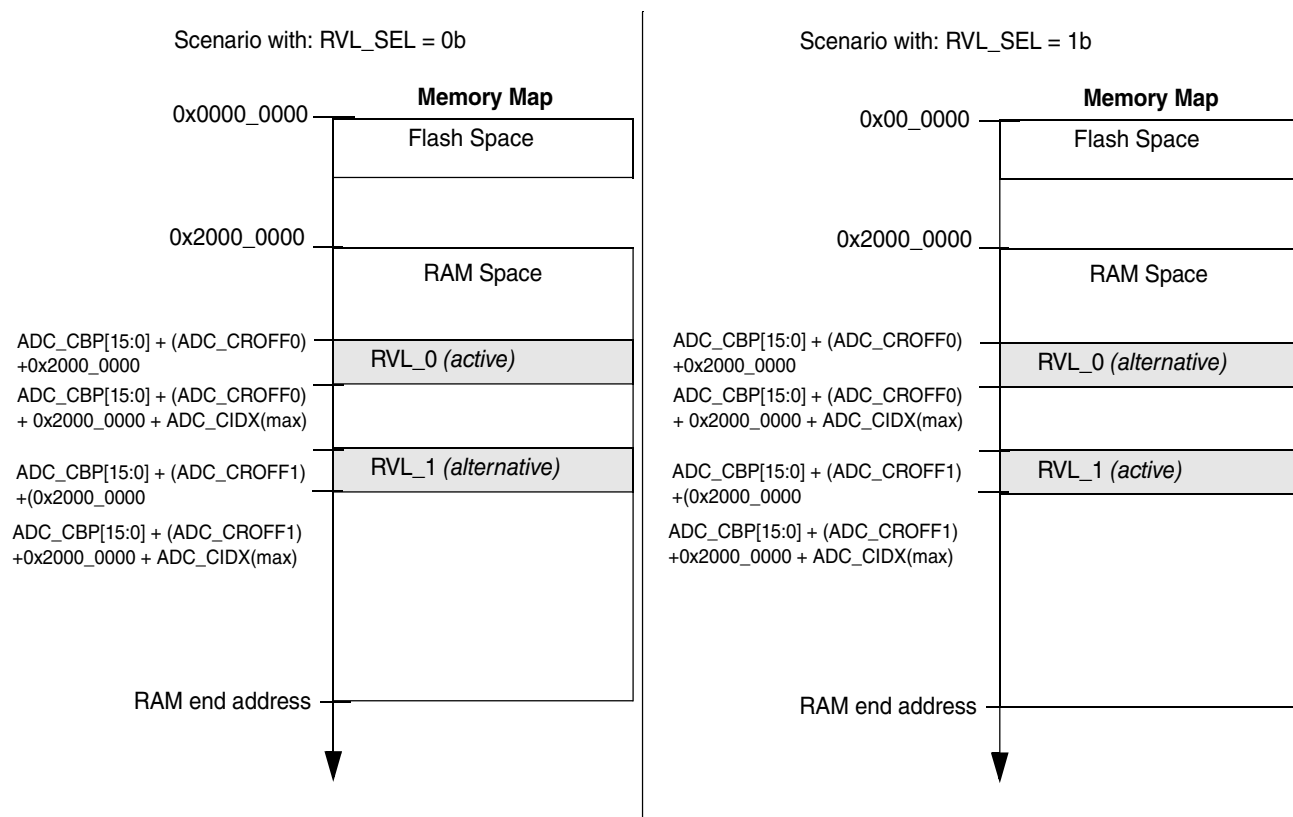 Scenario with: RVL_SEL = 0b
Memory Map
0x0000_0000
Flash Space
0x2000_0000
RAM Space
ADC_CBP[15:0] + (ADC_CROFF0)
+0x2000_0000
RVL_0 (active)
ADC_CBP[15:0] + (ADC_CROFF0)
+ 0x2000_0000 + ADC_CIDX(max)
RVL_1 (alternative)
ADC_CBP[15:0] + (ADC_CROFF1)
+(0x2000_0000
ADC_CBP[15:0] + (ADC_CROFF1)
+0x2000_0000 + ADC_CIDX(max)
RAM end address
Scenario with: RVL_SEL = 1b
Memory Map
0x00_0000
Flash Space
0x2000_0000
RAM Space
ADC_CBP[15:0] + (ADC_CROFF0)
+0x2000_0000
RVL_0 (alternative)
ADC_CBP[15:0] + (ADC_CROFF0)
+ 0x2000_0000 + ADC_CIDX(max)
RVL_1 (active)
ADC_CBP[15:0] + (ADC_CROFF1)
+(0x2000_0000
ADC_CBP[15:0] + (ADC_CROFF1)
+0x2000_0000 + ADC_CIDX(max)
RAM end address